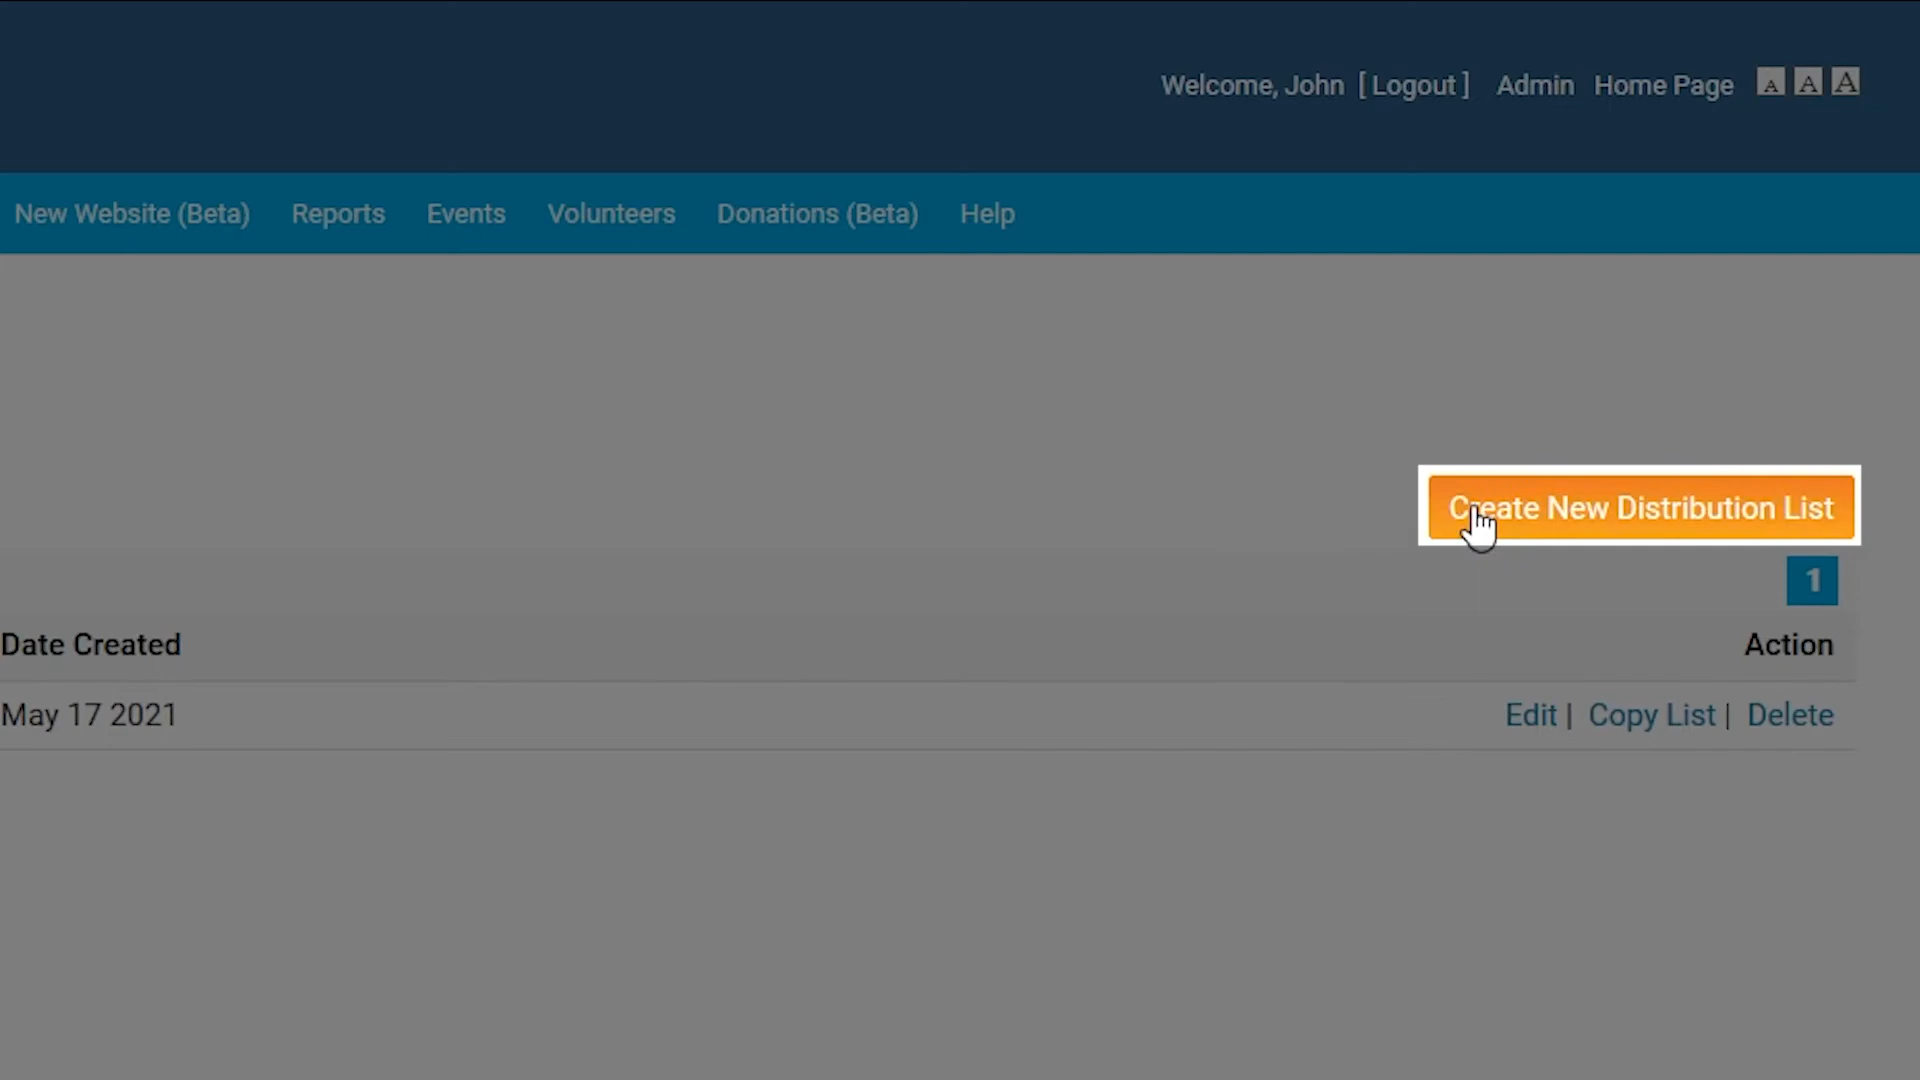 Welcome, John [ Logout ] Admin Home Page A A A
New Website (Beta) Reports Events Volunteers Donations (Beta) Help
Create New Distribution List
1
Date Created Action
May 17 2021 Edit | Copy List | Delete